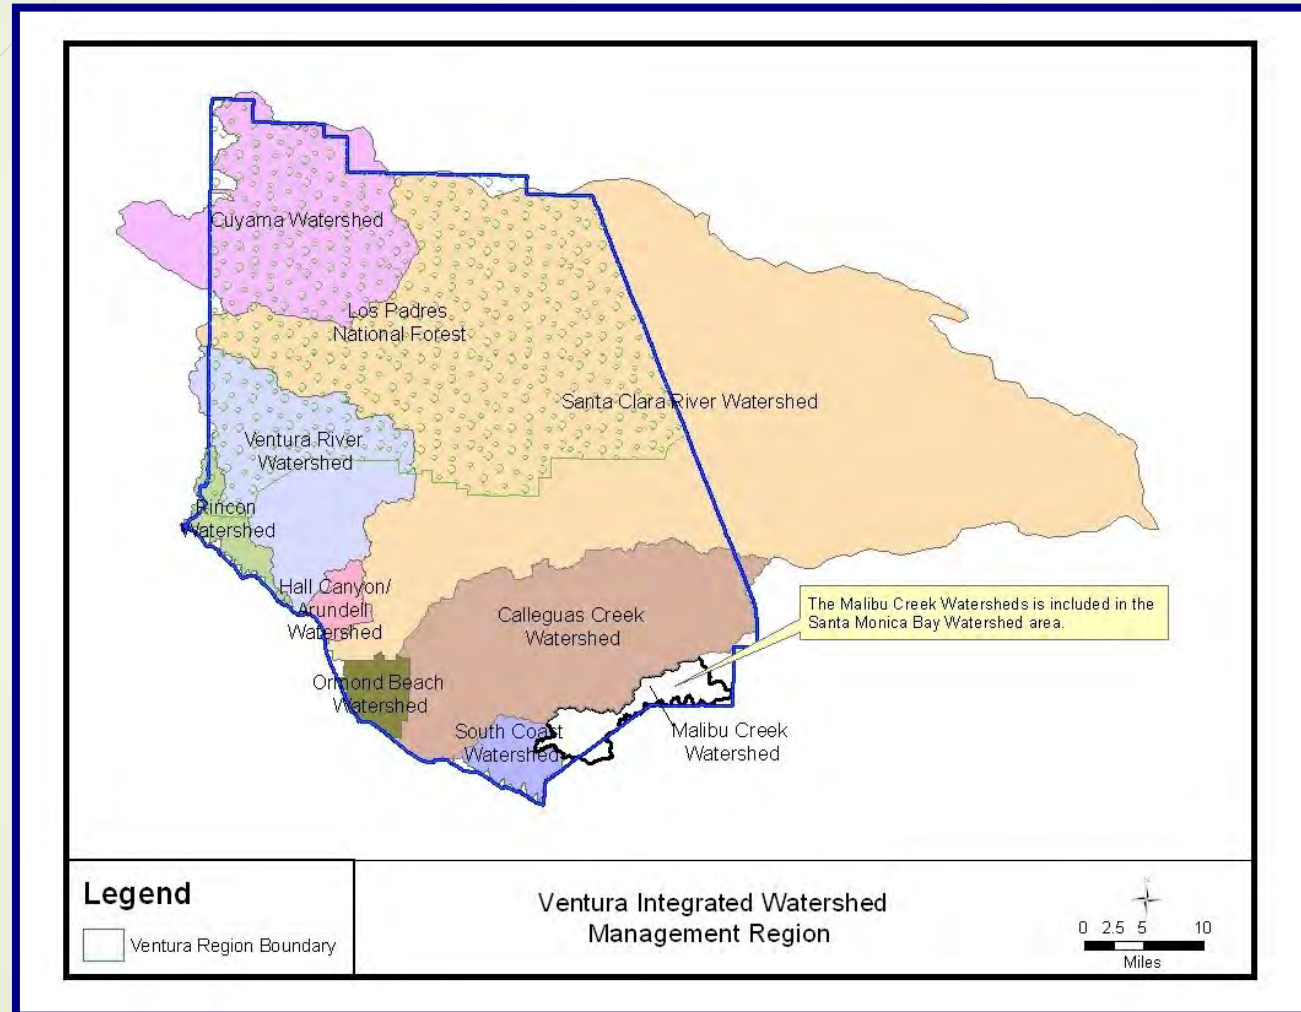 Cuyama Watershed
Los Padres
National Forest
Santa Clara River Watershed
Ventura River
Watershed
Rincon
Watershed
Hall Canyon/
Arundell
Watershed
Calleguas Creek
Watershed
The Malibu Creek Watersheds is included in the
Santa Monica Bay Watershed area.
Ormond Beach
Watershed
South Coast
Watershed
Malibu Creek
Watershed
Legend
Ventura Region Boundary
Ventura Integrated Watershed
Management Region
N
0 2.5 5 10
Miles